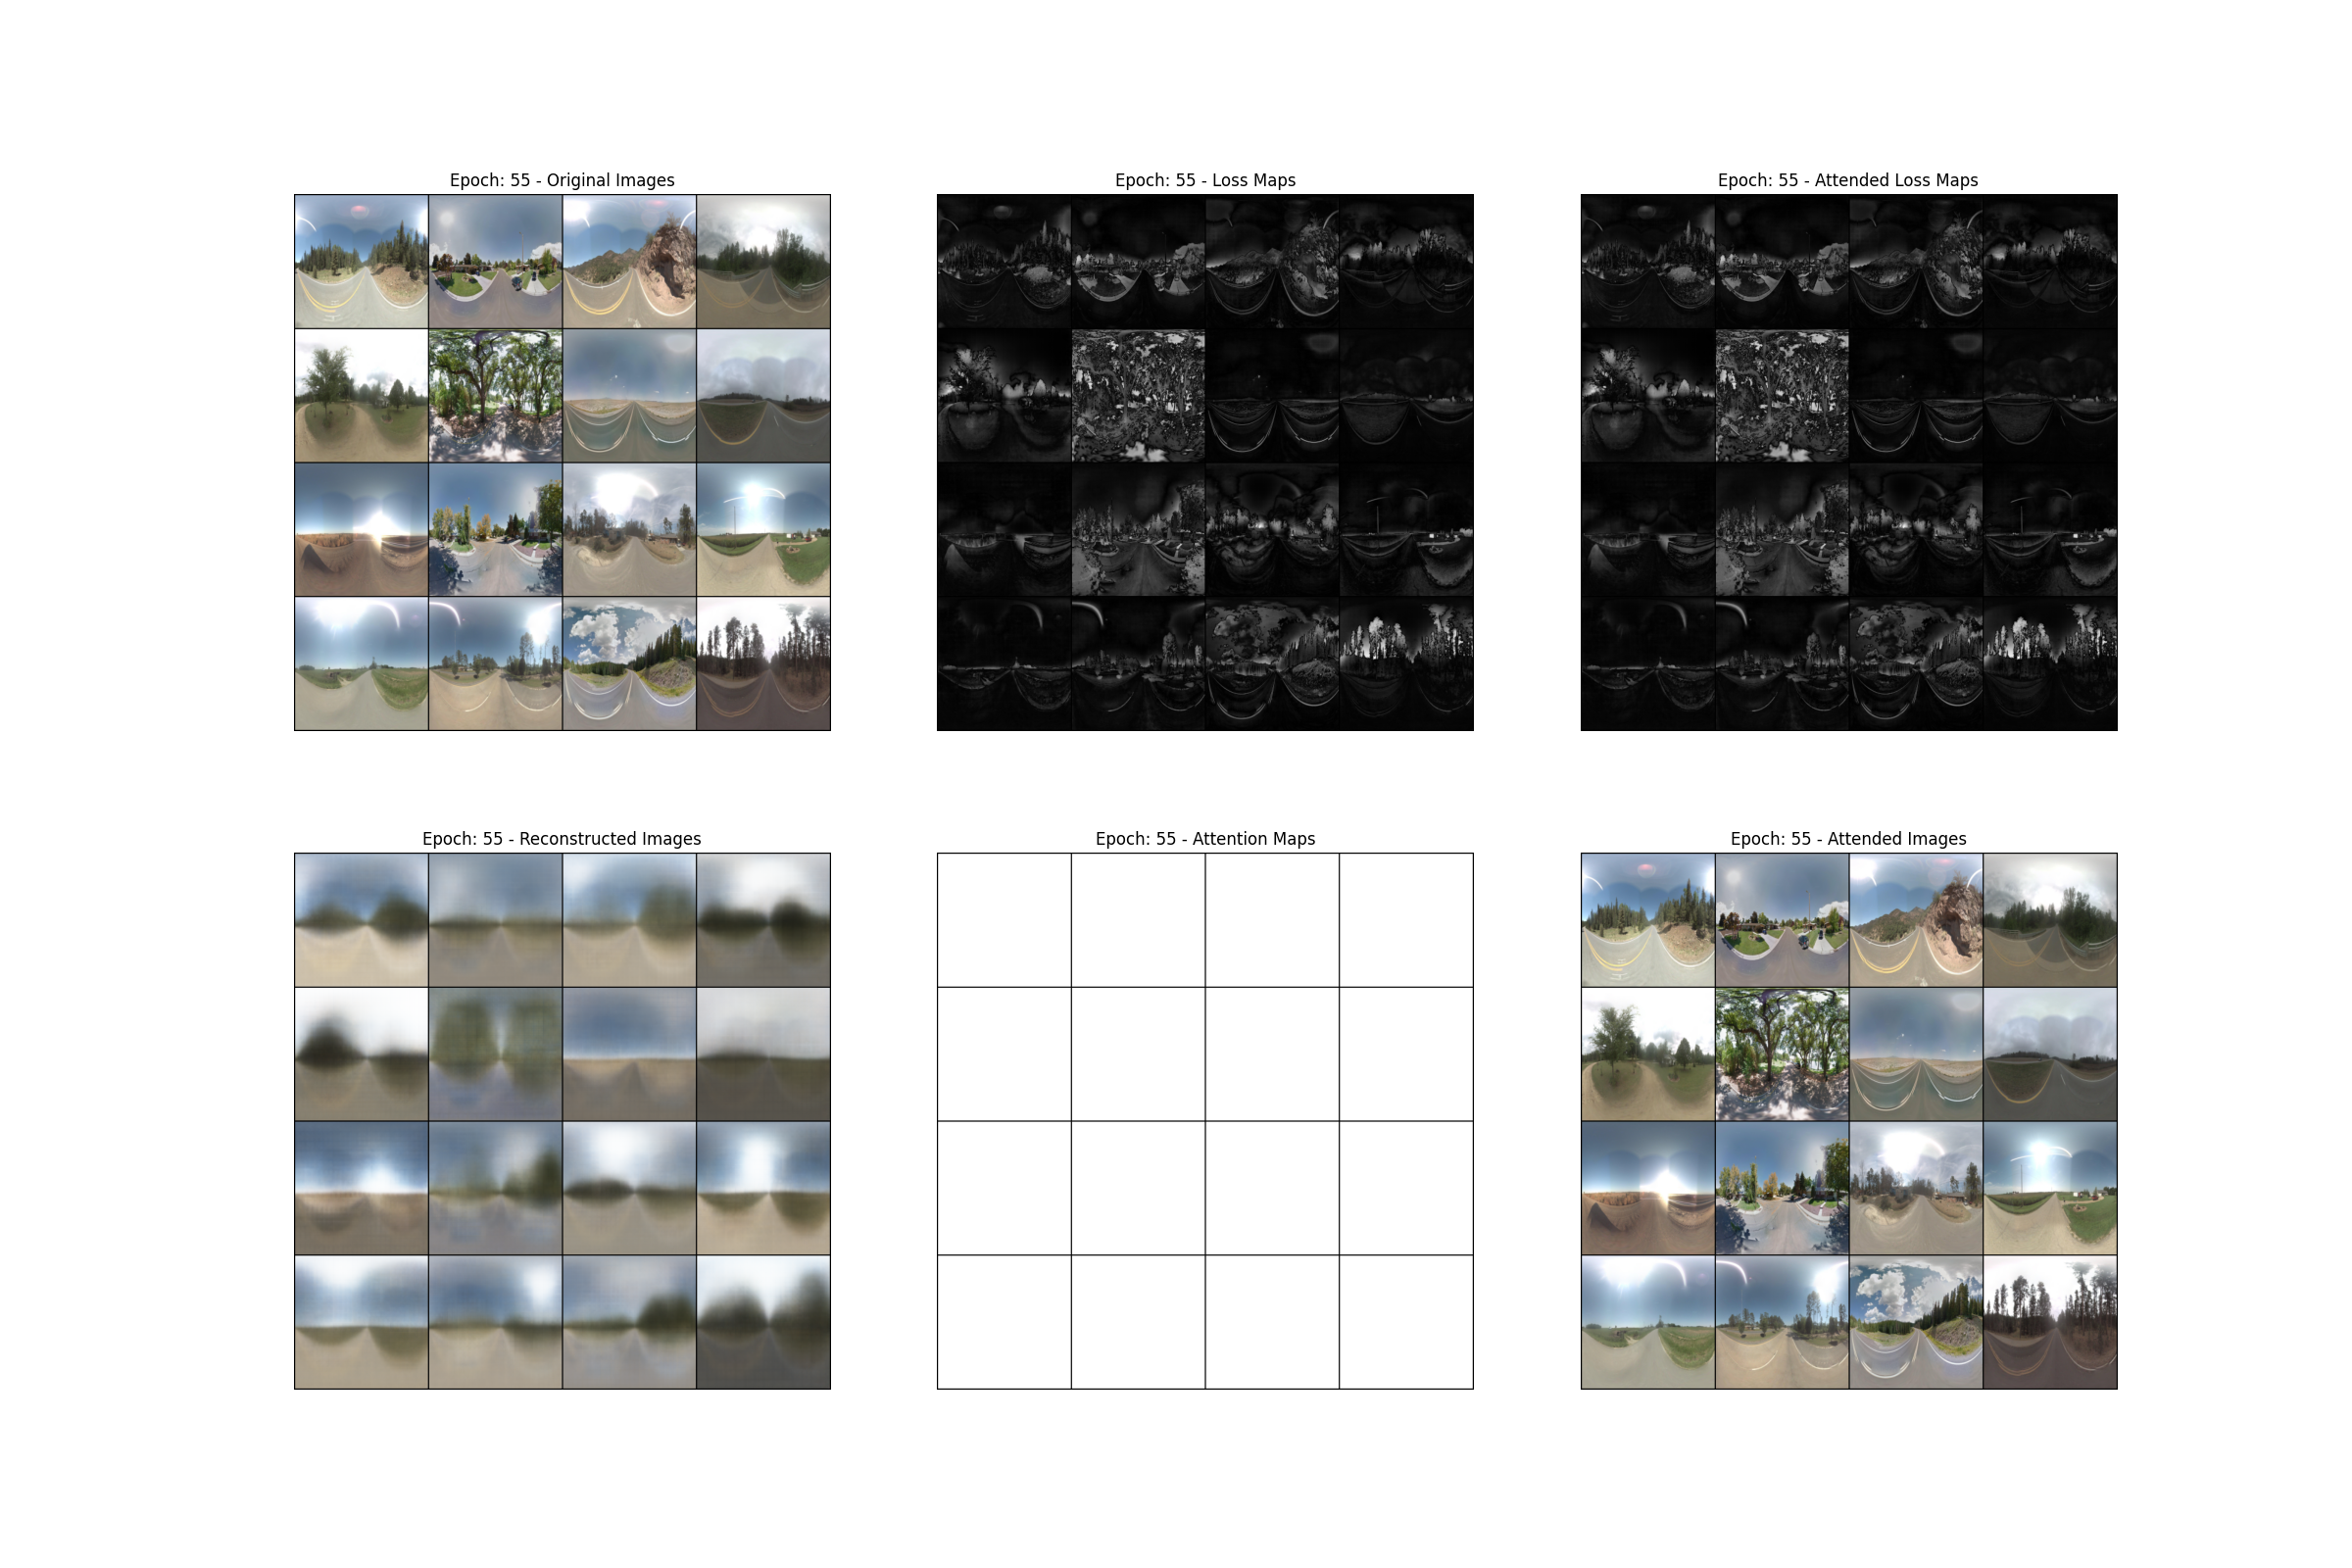 Epoch: 55 - Original Images
Epoch: 55 - Loss Maps
Epoch: 55 - Attended Loss Maps
Epoch: 55 - Reconstructed Images
Epoch: 55 - Attention Maps
Epoch: 55 - Attended Images